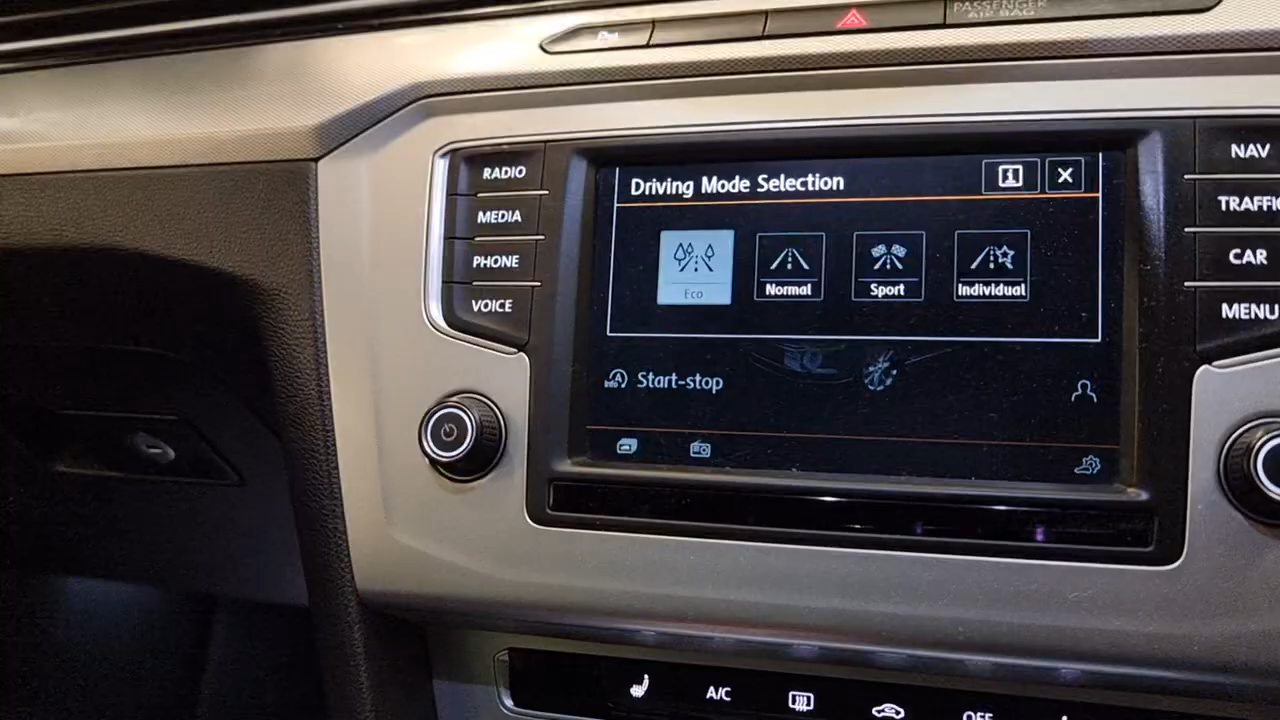 PASSENGER
AIR BAG
RADIO
MEDIA
PHONE
VOICE
Driving Mode Selection
Eco
Normal
Sport
Individual
Start-stop
NAV
TRAFFIC
CAR
MENU
A/C
OFF